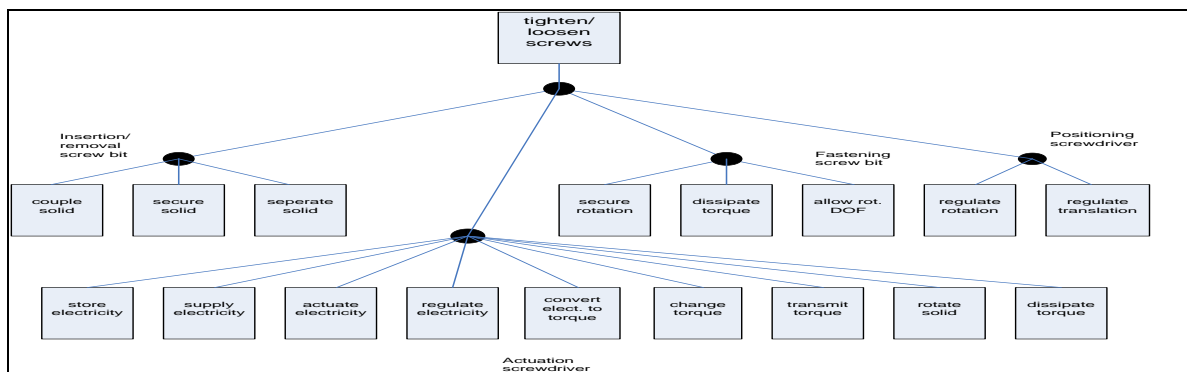 tighten/
loosen
screws
Insertion/
removal
screw bit
Positioning
screwdriver
Fastening
screw bit
couple
solid
secure
solid
seperate
solid
secure
rotation
dissipate
torque
allow rot.
DOF
regulate
rotation
regulate
translation
store
electricity
supply
electricity
actuate
electricity
regulate
electricity
convert
elect. to
torque
change
torque
transmit
torque
rotate
solid
dissipate
torque
Actuation
screwdriver